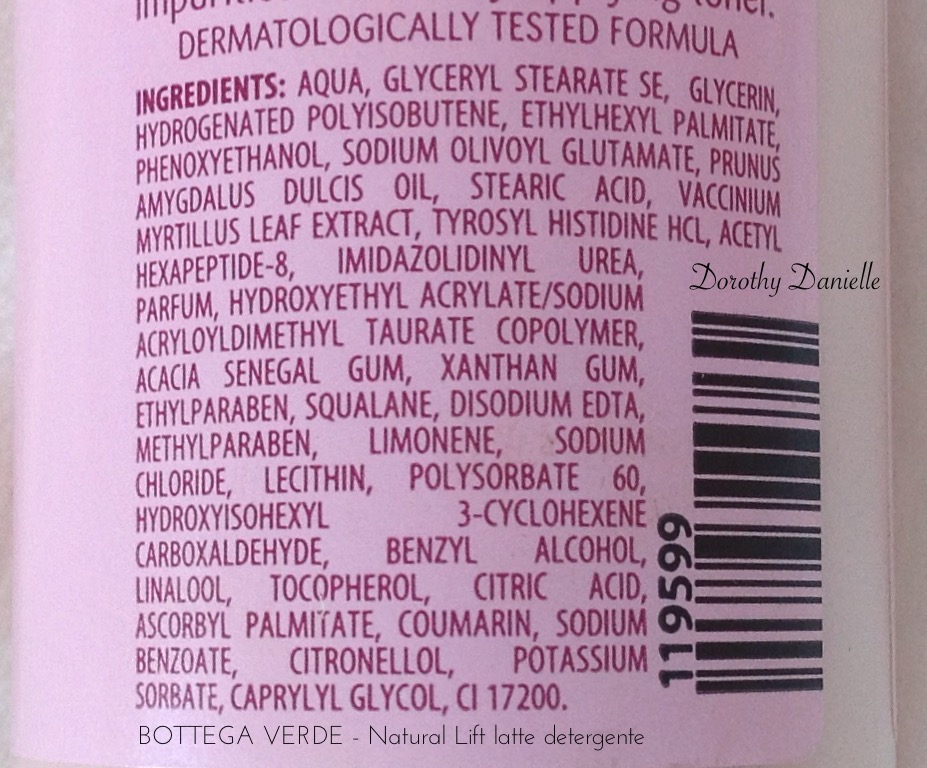 DERMATOLOGICALLY TESTED FORMULA
INGREDIENTS: AQUA, GLYCERYL STEARATE SE, GLYCERIN,
HYDROGENATED POLYISOBUTENE, ETHYLHEXYL PALMITATE,
PHENOXYETHANOL, SODIUM OLIVOYL GLUTAMATE, PRUNUS
AMYGDALUS DULCIS OIL, STEARIC ACID, VACCINIUM
MYRTILLUS LEAF EXTRACT, TYROSYL HISTIDINE HCL, ACETYL
HEXAPEPTIDE-8, IMIDAZOLIDINYL UREA,
PARFUM, HYDROXYETHYL ACRYLATE/SODIUM
ACRYLOYLDIMETHYL TAURATE COPOLYMER,
ACACIA SENEGAL GUM, XANTHAN GUM,
ETHYLPARABEN, SQUALANE, DISODIUM EDTA,
METHYLPARABEN, LIMONENE, SODIUM
CHLORIDE, LECITHIN, POLYSORBATE 60,
HYDROXYISOHEXYL 3-CYCLOHEXENE
CARBOXALDEHYDE, BENZYL ALCOHOL,
LINALOOL, TOCOPHEROL, CITRIC ACID,
ASCORBYL PALMITATE, COUMARIN, SODIUM
BENZOATE, CITRONELLOL, POTASSIUM
SORBATE, CAPRYLYL GLYCOL, CI 17200.
Dorothy Danielle
119599
BOTTEGA VERDE - Natural Lift latte detergente